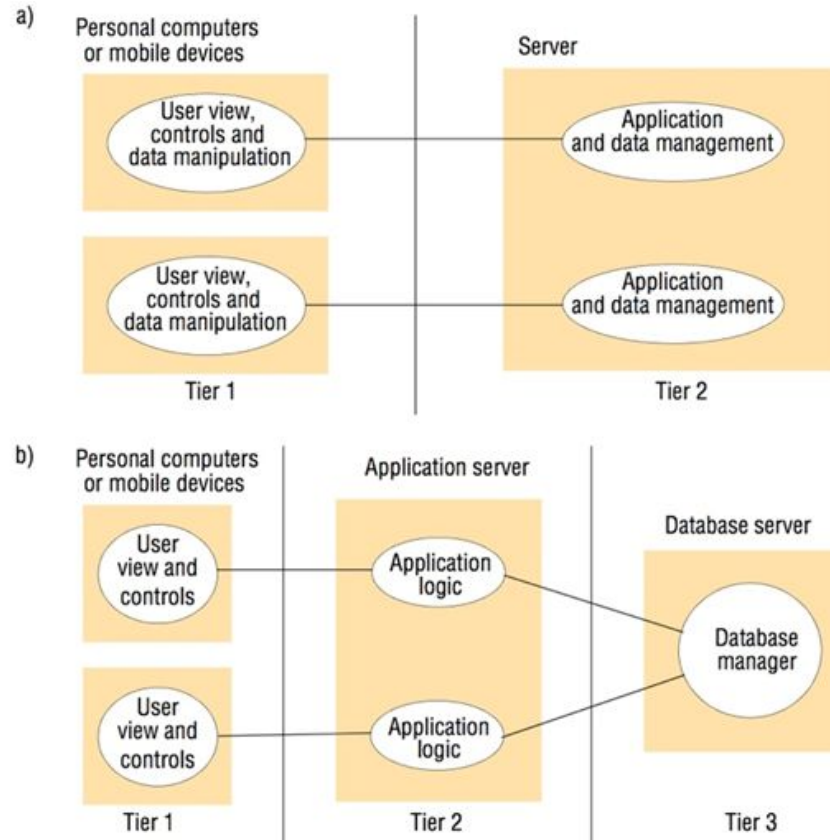 a)
Personal computers
or mobile devices
Server
User view,
controls and
data manipulation
Application
and data management
User view,
controls and
data manipulation
Application
and data management
Tier 1
Tier 2
b)
Personal computers
or mobile devices
Application server
Database server
User
view and
controls
Application
logic
Database
manager
User
view and
controls
Application
logic
Tier 1
Tier 2
Tier 3